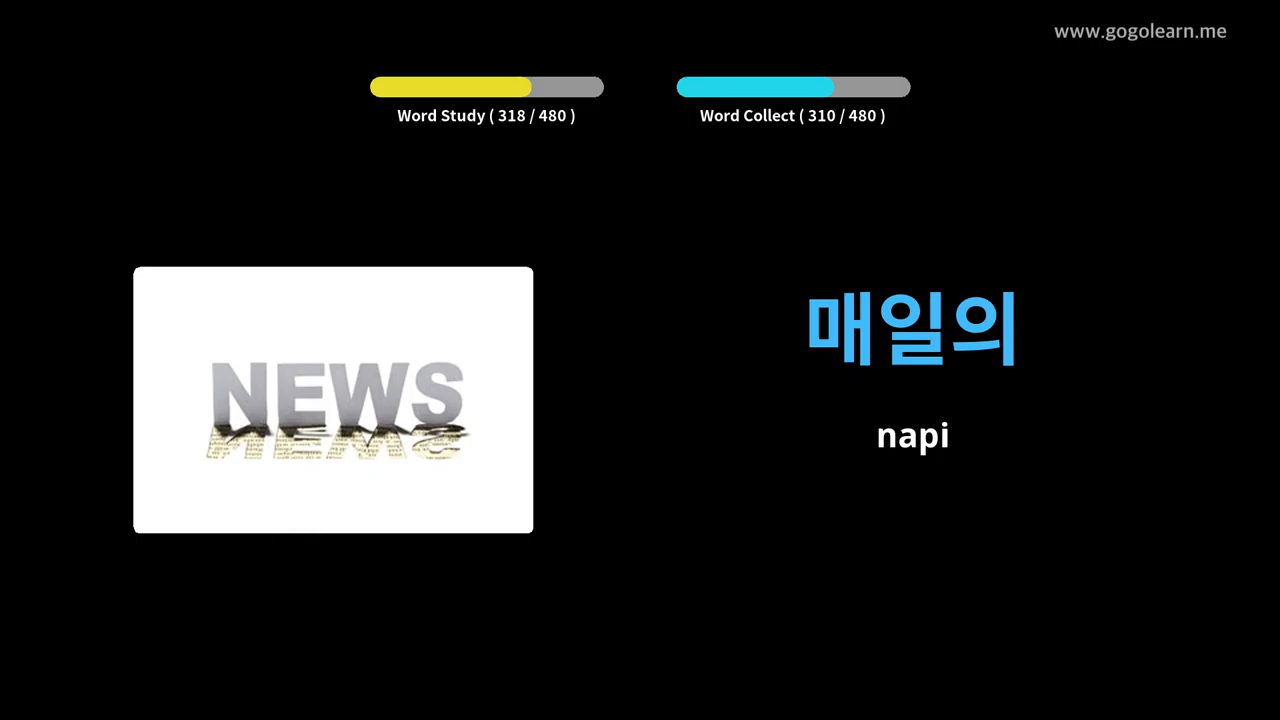 www.gogolearn.me
Word Study ( 318 / 480 )
Word Collect ( 310 / 480 )
NEWS
매일의
napi